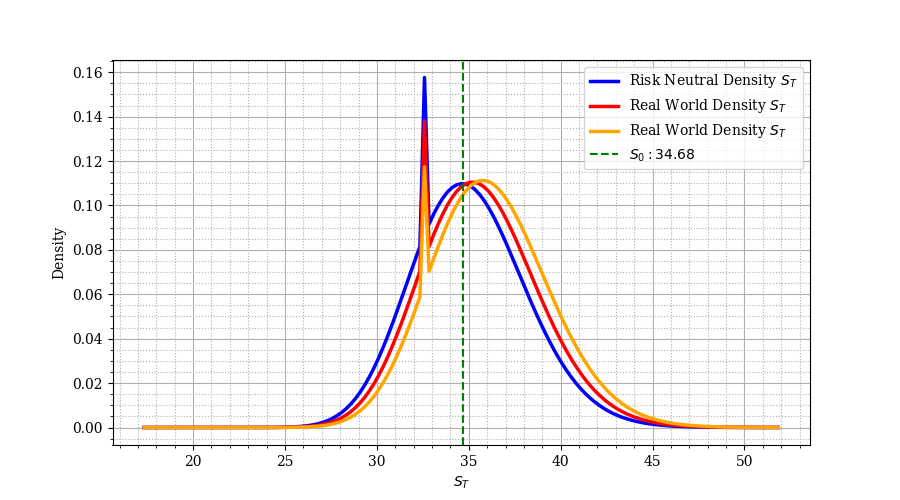 0.16
0.14
0.12
0.10
0.08
0.06
0.04
0.02
0.00
Density
20
25
30
35
40
45
50
S_T
Risk Neutral Density S_T
Real World Density S_T
Real World Density S_T
S_0 : 34.68